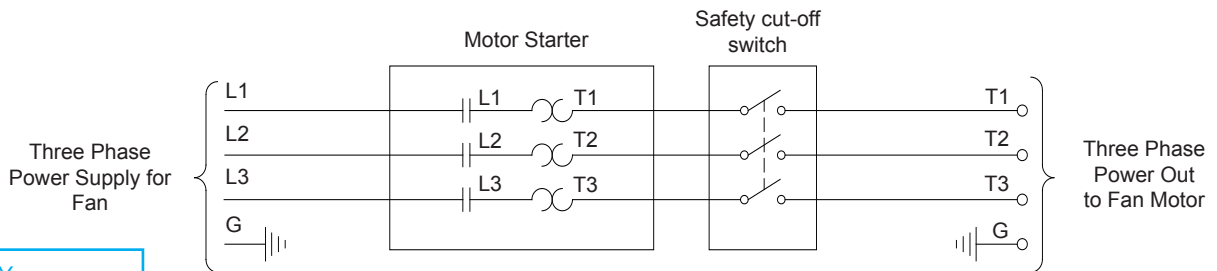 Safety cut-off
switch
Motor Starter
L1
L1
T1
T1
L2
L2
T2
T2
L3
L3
T3
T3
G
G
Three Phase
Power Supply for
Fan
Three Phase
Power Out
to Fan Motor